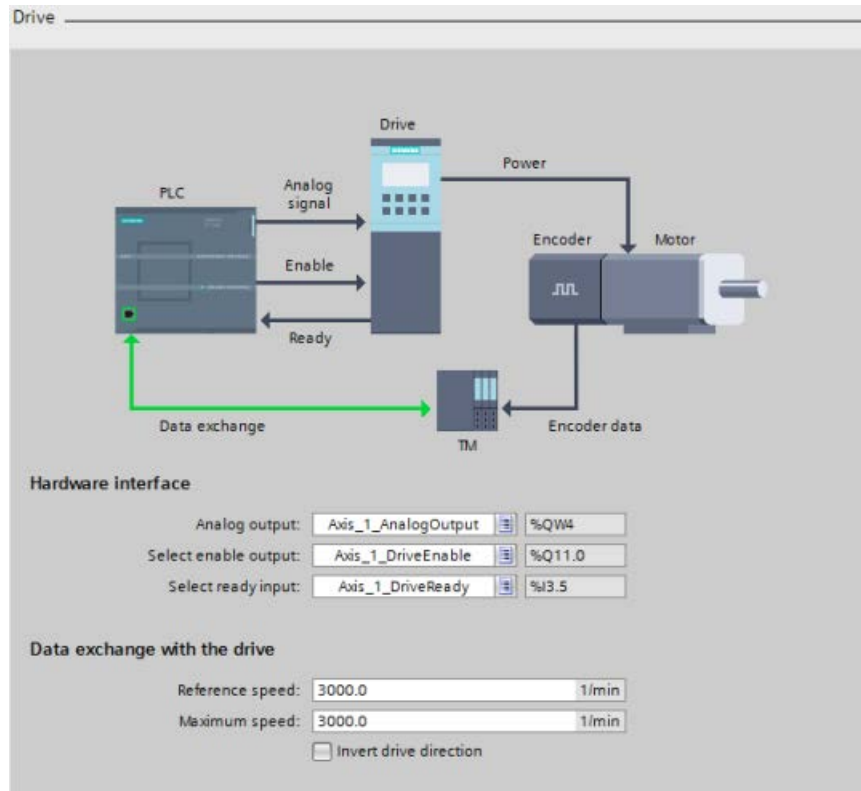 Drive
Drive
Power
PLC
Analog
signal
Encoder
Motor
Enable
Ready
Data exchange
Encoder data
TM
Hardware interface
Analog output: Axis_1_AnalogOutput %QW4
Select enable output: Axis_1_DriveEnable %Q11.0
Select ready input: Axis_1_DriveReady %I3.5
Data exchange with the drive
Reference speed: 3000.0 1/min
Maximum speed: 3000.0 1/min
Invert drive direction